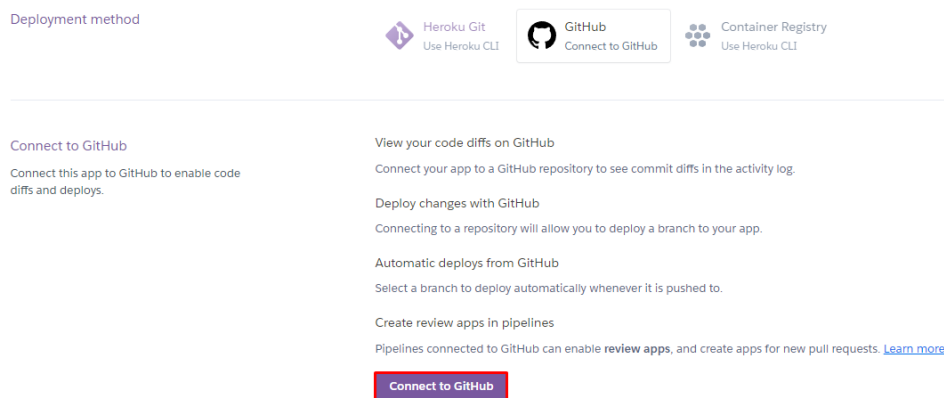 Deployment method
Heroku Git
Use Heroku CLI
GitHub
Connect to GitHub
Container Registry
Use Heroku CLI
Connect to GitHub
Connect this app to GitHub to enable code
diffs and deploys.
View your code diffs on GitHub
Connect your app to a GitHub repository to see commit diffs in the activity log.
Deploy changes with GitHub
Connecting to a repository will allow you to deploy a branch to your app.
Automatic deploys from GitHub
Select a branch to deploy automatically whenever it is pushed to.
Create review apps in pipelines
Pipelines connected to GitHub can enable review apps, and create apps for new pull requests. Learn more
Connect to GitHub